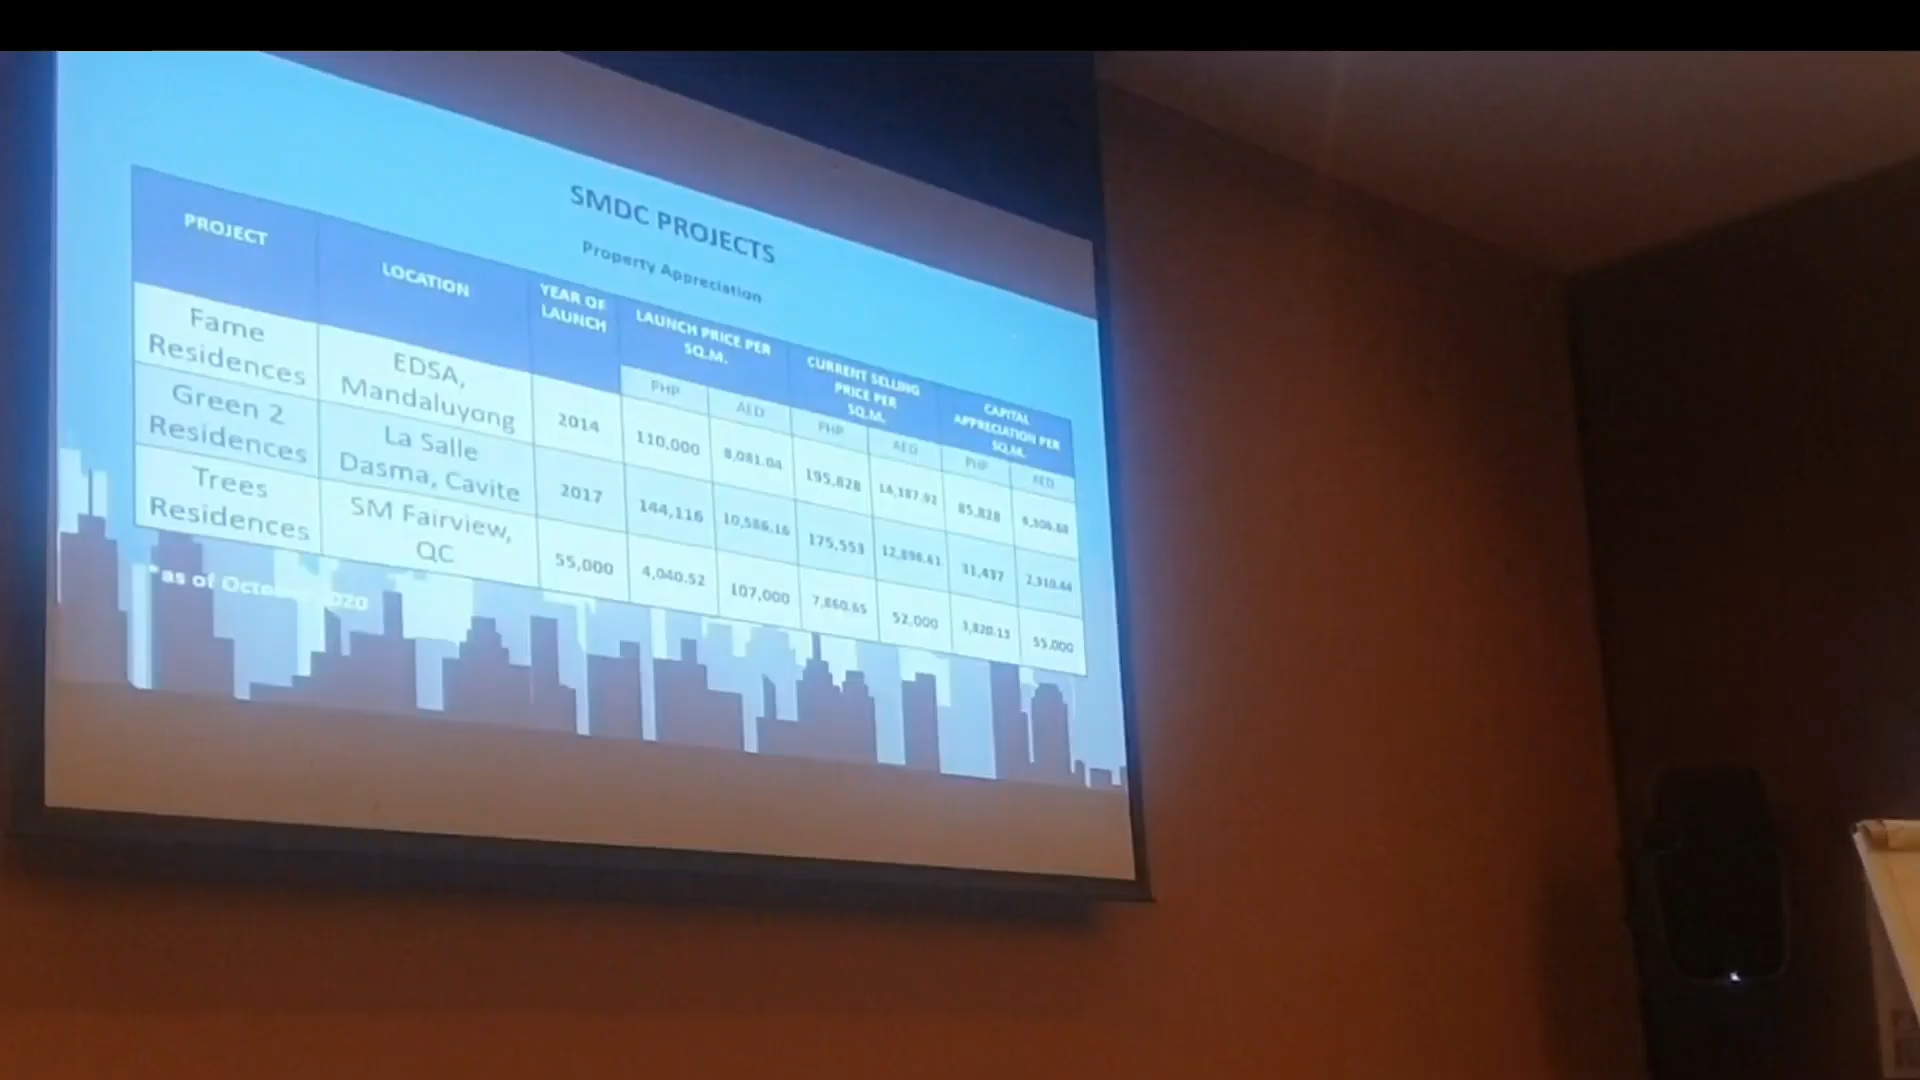 SMDC PROJECTS
Property Appreciation
PROJECT
LOCATION
YEAR OF
LAUNCH
LAUNCH PRICE PER
SQ.M.
CURRENT SELLING
PRICE PER
SQ.M.
CAPITAL
APPRECIATION PER
SQ.M.
PHP AED PHP AED PHP AED
Fame
Residences
EDSA,
Mandaluyong
2014 110,000 8,081.04 195,828 14,387.92 85,828
Green 2
Residences
La Salle
Dasma, Cavite
2017 144,116 10,586.16 175,553 12,896.61 31,437 2,310.44
Trees
Residences
SM Fairview,
QC
55,000 4,040.52 107,000 7,860.65 52,000 3,820.13 55,000
*as of October 2020